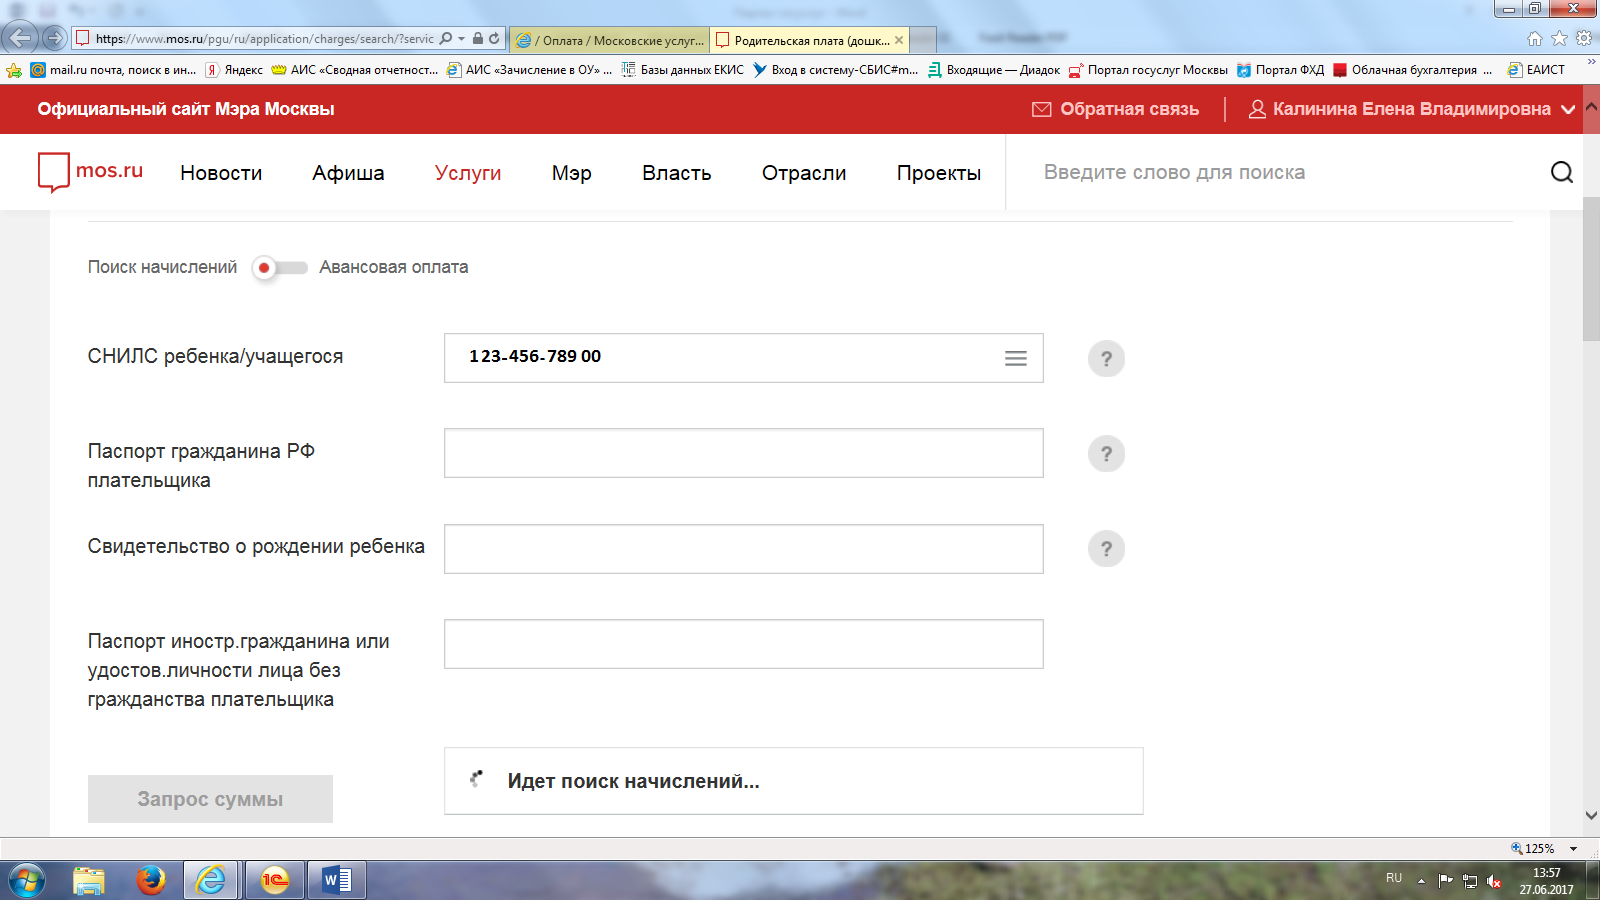 https://www.mos.ru/pgu/ru/application/charges/search/?servic
/ Оплата / Московские услуг...
Родительская плата (дошк...
mail.ru почта, поиск в ин...
Яндекс
АИС «Сводная отчетност...
АИС «Зачисление в ОУ» ...
Базы данных ЕКИС
Вход в систему-СБИС#m...
Входящие — Диадок
Портал госуслуг Москвы
Портал ФХД
Облачная бухгалтерия ...
ЕАИСТ
Официальный сайт Мэра Москвы
Обратная связь
Калинина Елена Владимировна
mos.ru
Новости
Афиша
Услуги
Мэр
Власть
Отрасли
Проекты
Введите слово для поиска
Поиск начислений
Авансовая оплата
СНИЛС ребенка/учащегося
123-456-789 00
?
Паспорт гражданина РФ
плательщика
?
Свидетельство о рождении ребенка
?
Паспорт иностр.гражданина или
удостов.личности лица без
гражданства плательщика
Идет поиск начислений...
Запрос суммы
125%
RU
13:57
27.06.2017